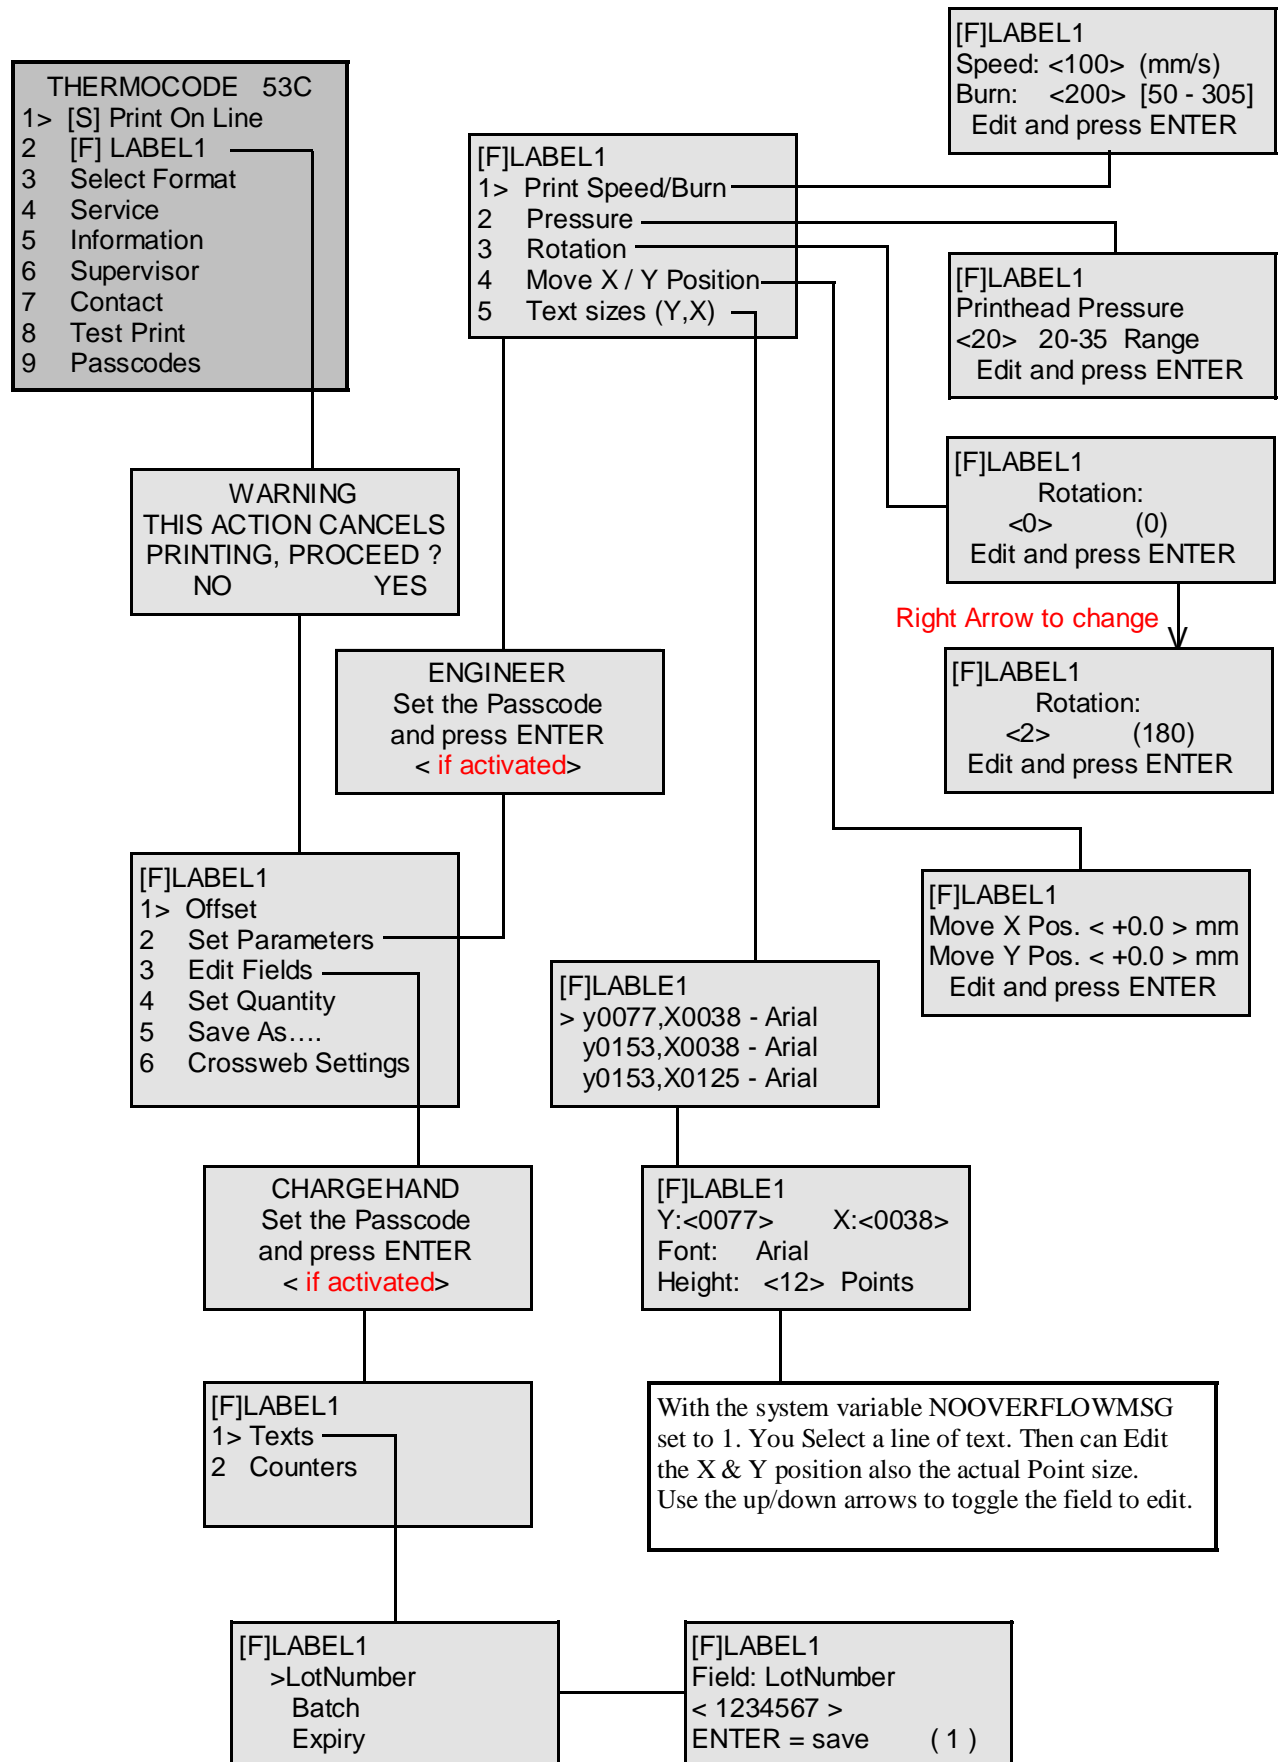 THERMOCODE 53C
1> [S] Print On Line
2 [F] LABEL1
3 Select Format
4 Service
5 Information
6 Supervisor
7 Contact
8 Test Print
9 Passcodes
[F]LABEL1
1> Print Speed/Burn
2 Pressure
3 Rotation
4 Move X / Y Position
5 Text sizes (Y,X)
[F]LABEL1
Speed: <100> (mm/s)
Burn: <200> [50 - 305]
Edit and press ENTER
[F]LABEL1
Printhead Pressure
<20> 20-35 Range
Edit and press ENTER
[F]LABEL1
Rotation:
<0> (0)
Edit and press ENTER
Right Arrow to change
[F]LABEL1
Rotation:
<2> (180)
Edit and press ENTER
WARNING
THIS ACTION CANCELS
PRINTING, PROCEED ?
NO YES
ENGINEER
Set the Passcode
and press ENTER
< if activated>
[F]LABEL1
1> Offset
2 Set Parameters
3 Edit Fields
4 Set Quantity
5 Save As....
6 Crossweb Settings
[F]LABEL1
Move X Pos. < +0.0 > mm
Move Y Pos. < +0.0 > mm
Edit and press ENTER
[F]LABLE1
> y0077,X0038 - Arial
y0153,X0038 - Arial
y0153,X0125 - Arial
CHARGEHAND
Set the Passcode
and press ENTER
< if activated>
[F]LABLE1
Y:<0077> X:<0038>
Font: Arial
Height: <12> Points
[F]LABEL1
1> Texts
2 Counters
With the system variable NOOVERFLOWMSG
set to 1. You Select a line of text. Then can Edit
the X & Y position also the actual Point size.
Use the up/down arrows to toggle the field to edit.
[F]LABEL1
>LotNumber
Batch
Expiry
[F]LABEL1
Field: LotNumber
< 1234567 >
ENTER = save ( 1 )